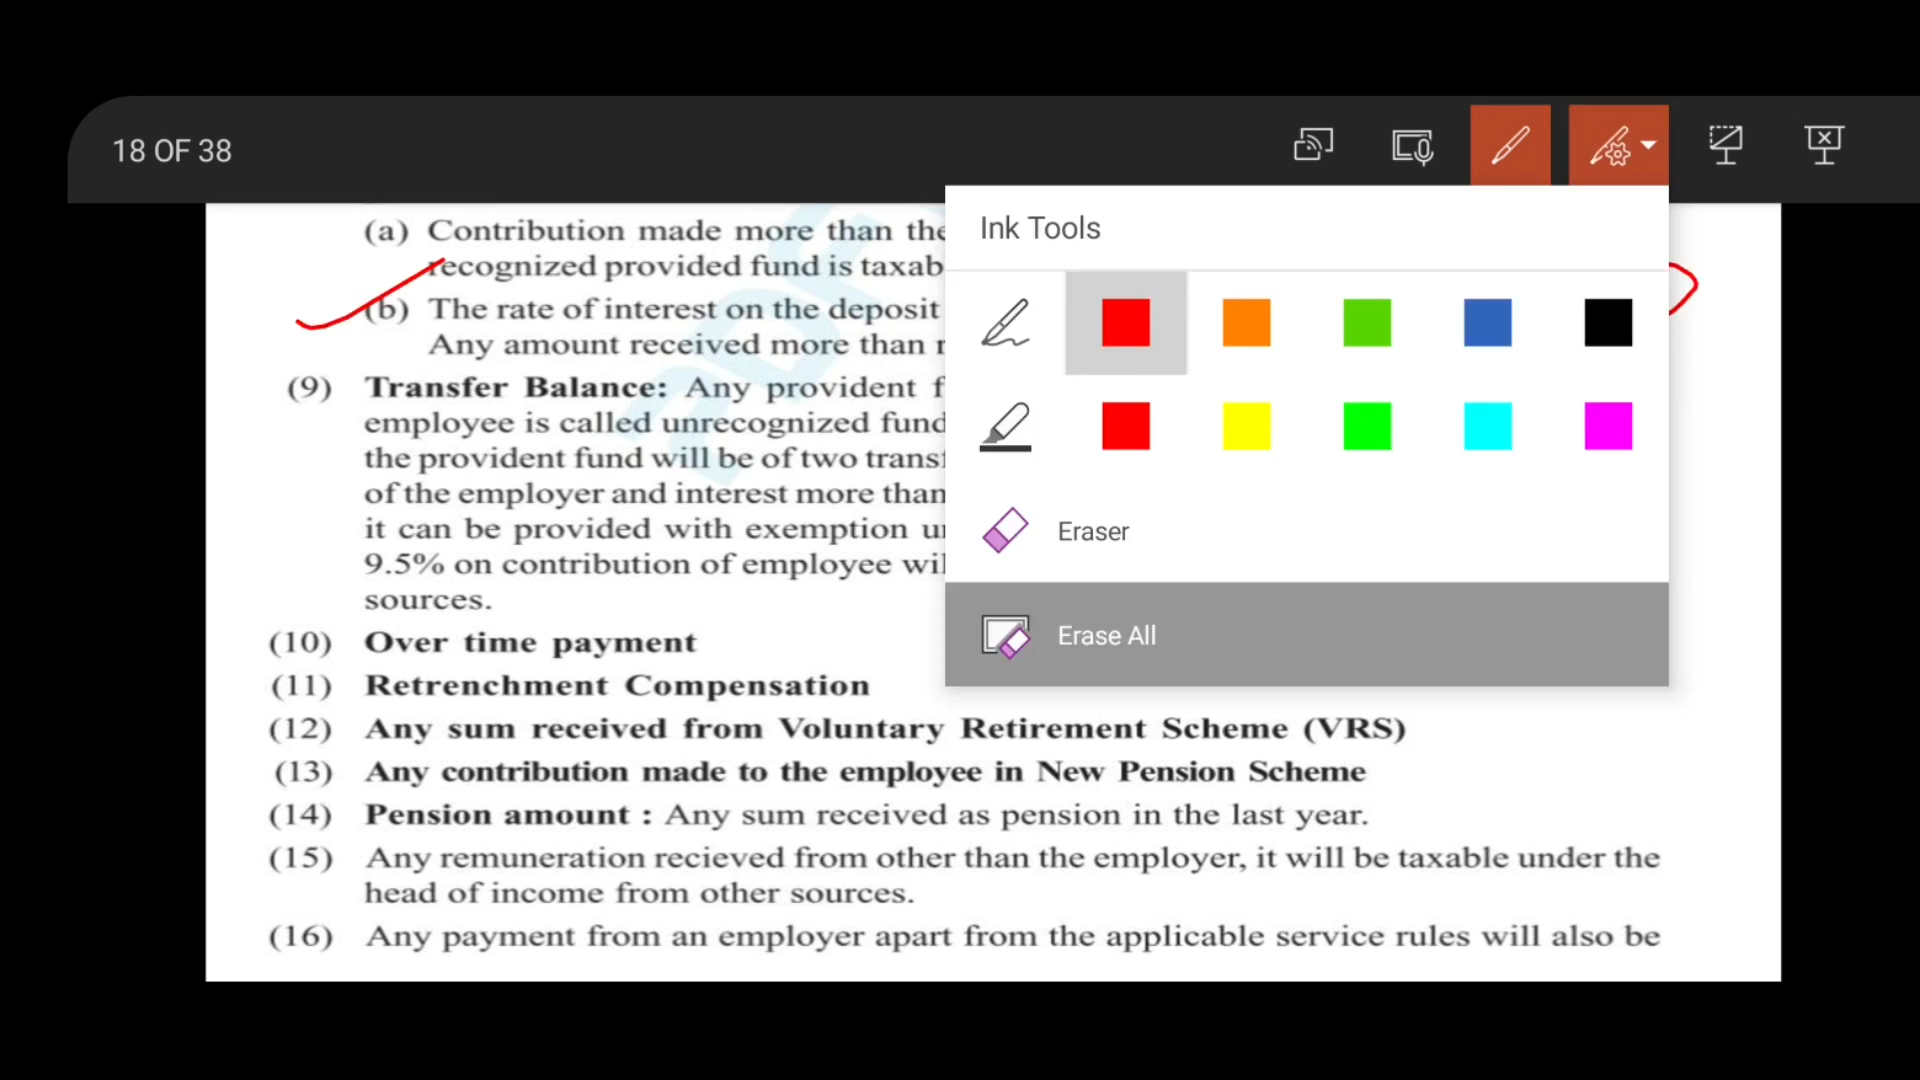 18 OF 38
Ink Tools
Eraser
Erase All
(a) Contribution made more than the
recognized provided fund is taxab
(b) The rate of interest on the deposit
Any amount received more than
(9) Transfer Balance: Any provident
employee is called unrecognized fund
the provident fund will be of two trans
of the employer and interest more than
it can be provided with exemption
9.5% on contribution of employee
sources.
(10) Over time payment
(11) Retrenchment Compensation
(12) Any sum received from Voluntary Retirement Scheme (VRS)
(13) Any contribution made to the employee in New Pension Scheme
(14) Pension amount : Any sum received as pension in the last year.
(15) Any remuneration recieved from other than the employer, it will be taxable under the
head of income from other sources.
(16) Any payment from an employer apart from the applicable service rules will also be